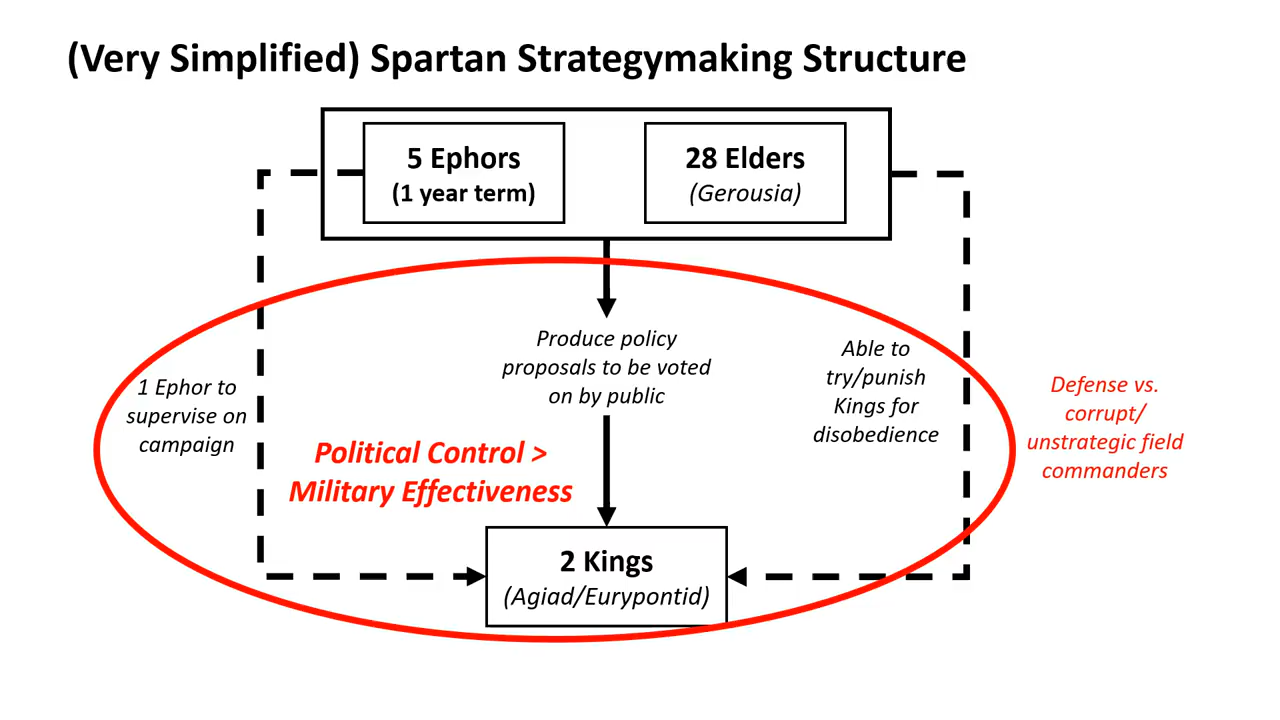 (Very Simplified) Spartan Strategymaking Structure
5 Ephors
(1 year term)
28 Elders
(Gerousia)
Produce policy
proposals to be voted
on by public
Able to
try/punish
Kings for
disobedience
1 Ephor to
supervise on
campaign
Defense vs.
corrupt/
unstrategic field
commanders
Political Control >
Military Effectiveness
2 Kings
(Agiad/Eurypontid)